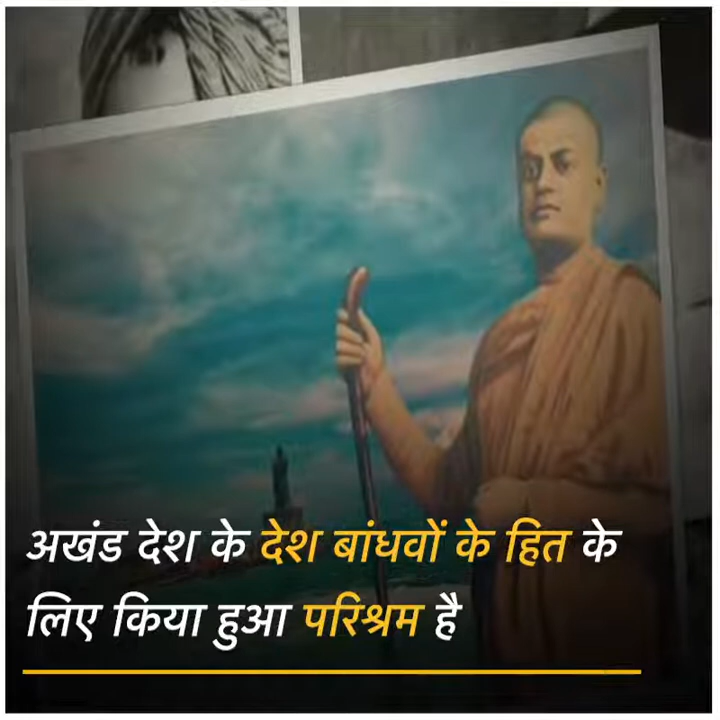 अखंड देश के देश बांधवों के हित के
लिए किया हुआ परिश्रम है